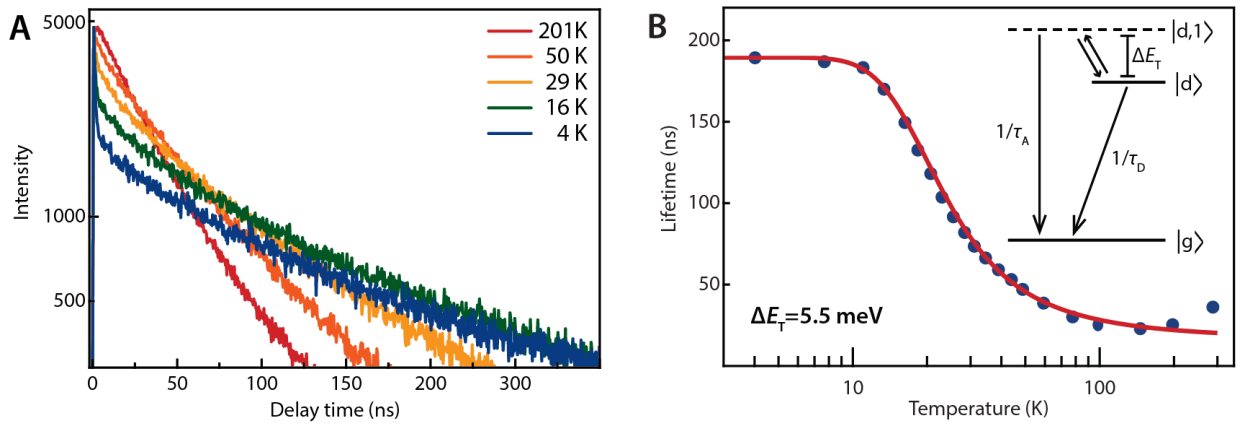 A
5000
1000
500
Intensity
0
50
100
150
200
250
300
Delay time (ns)
201K
50 K
29 K
16 K
4 K
B
200
150
100
50
Lifetime (ns)
10
100
Temperature (K)
ΔE_T=5.5 meV
|d,1⟩
ΔE_T
|d⟩
1/τ_A
1/τ_D
|g⟩